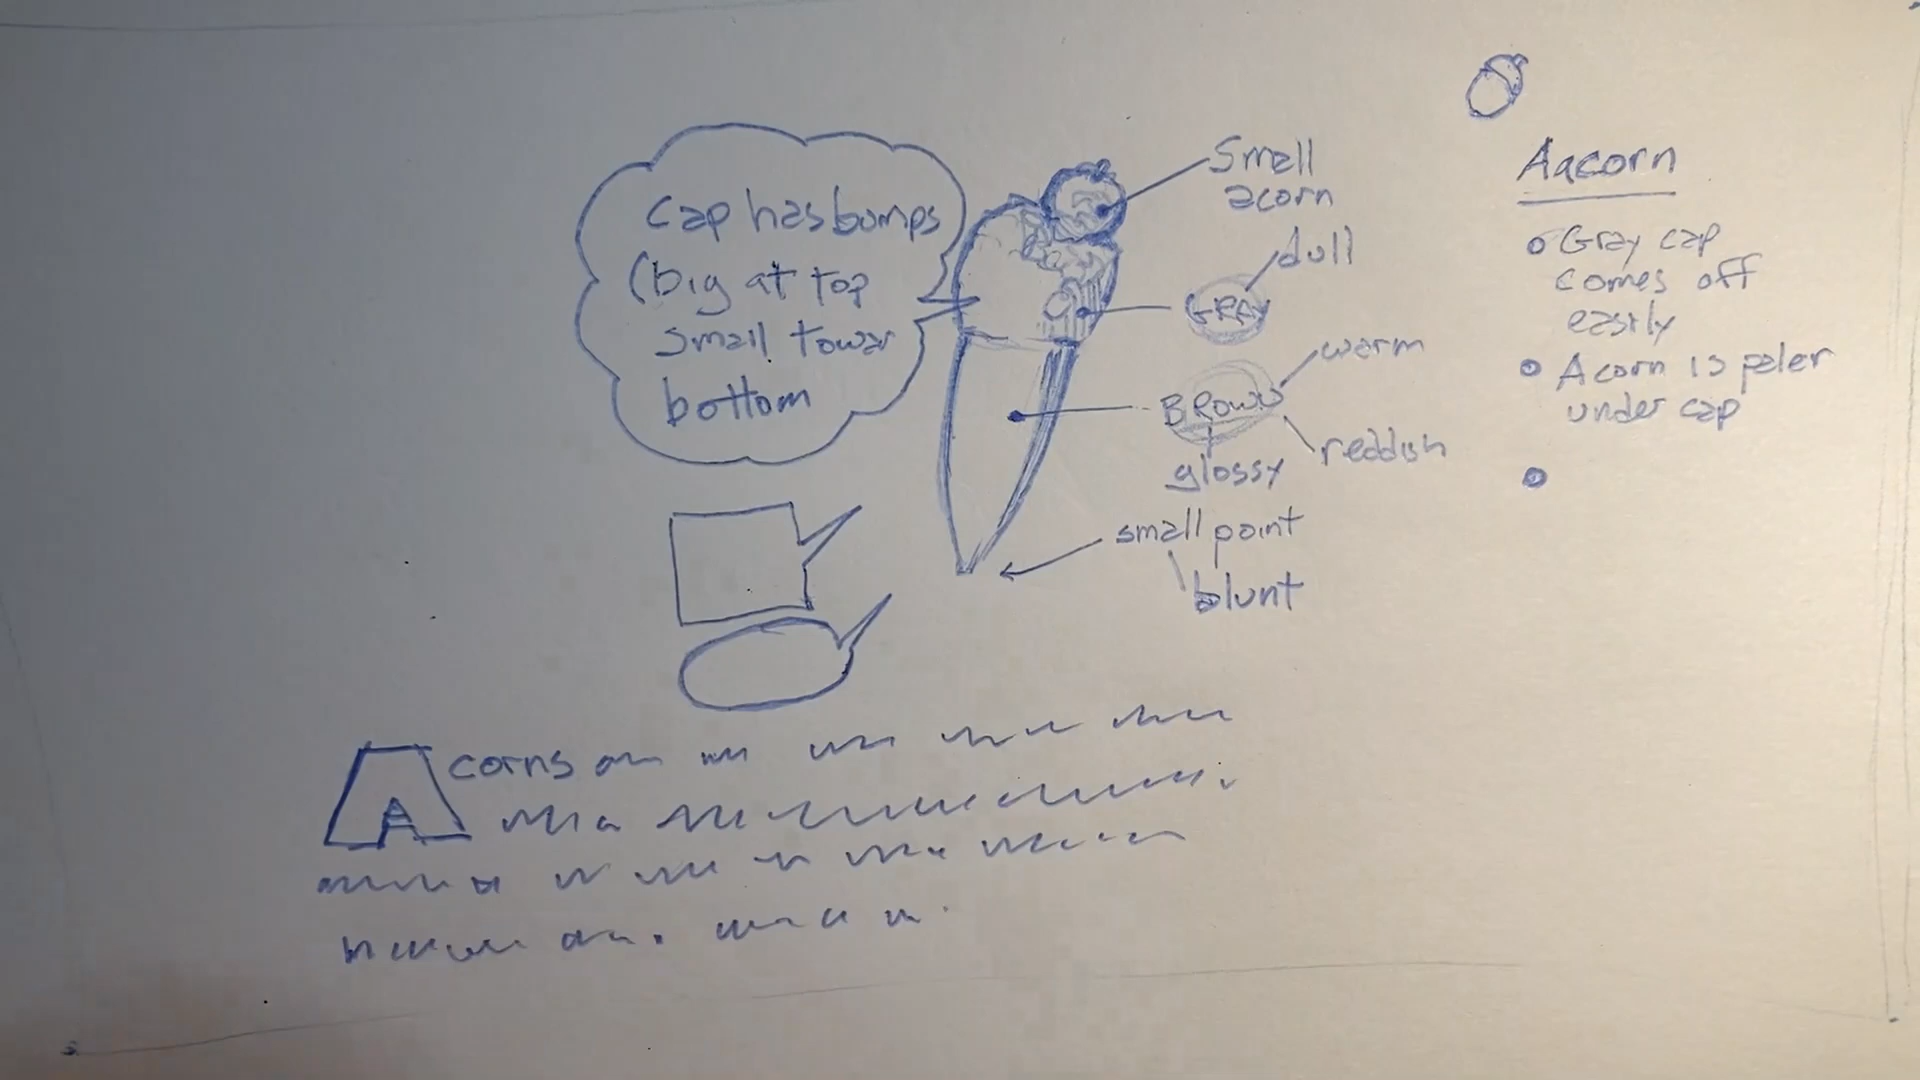 Cap has bumps
(big at top
small towar
bottom
Small
acorn
dull
GRAY
warm
BROWN
reddish
glossy
small point
blunt
Aacorn
Gray cap
comes off
easily
Acorn is paler
under cap
Acorns